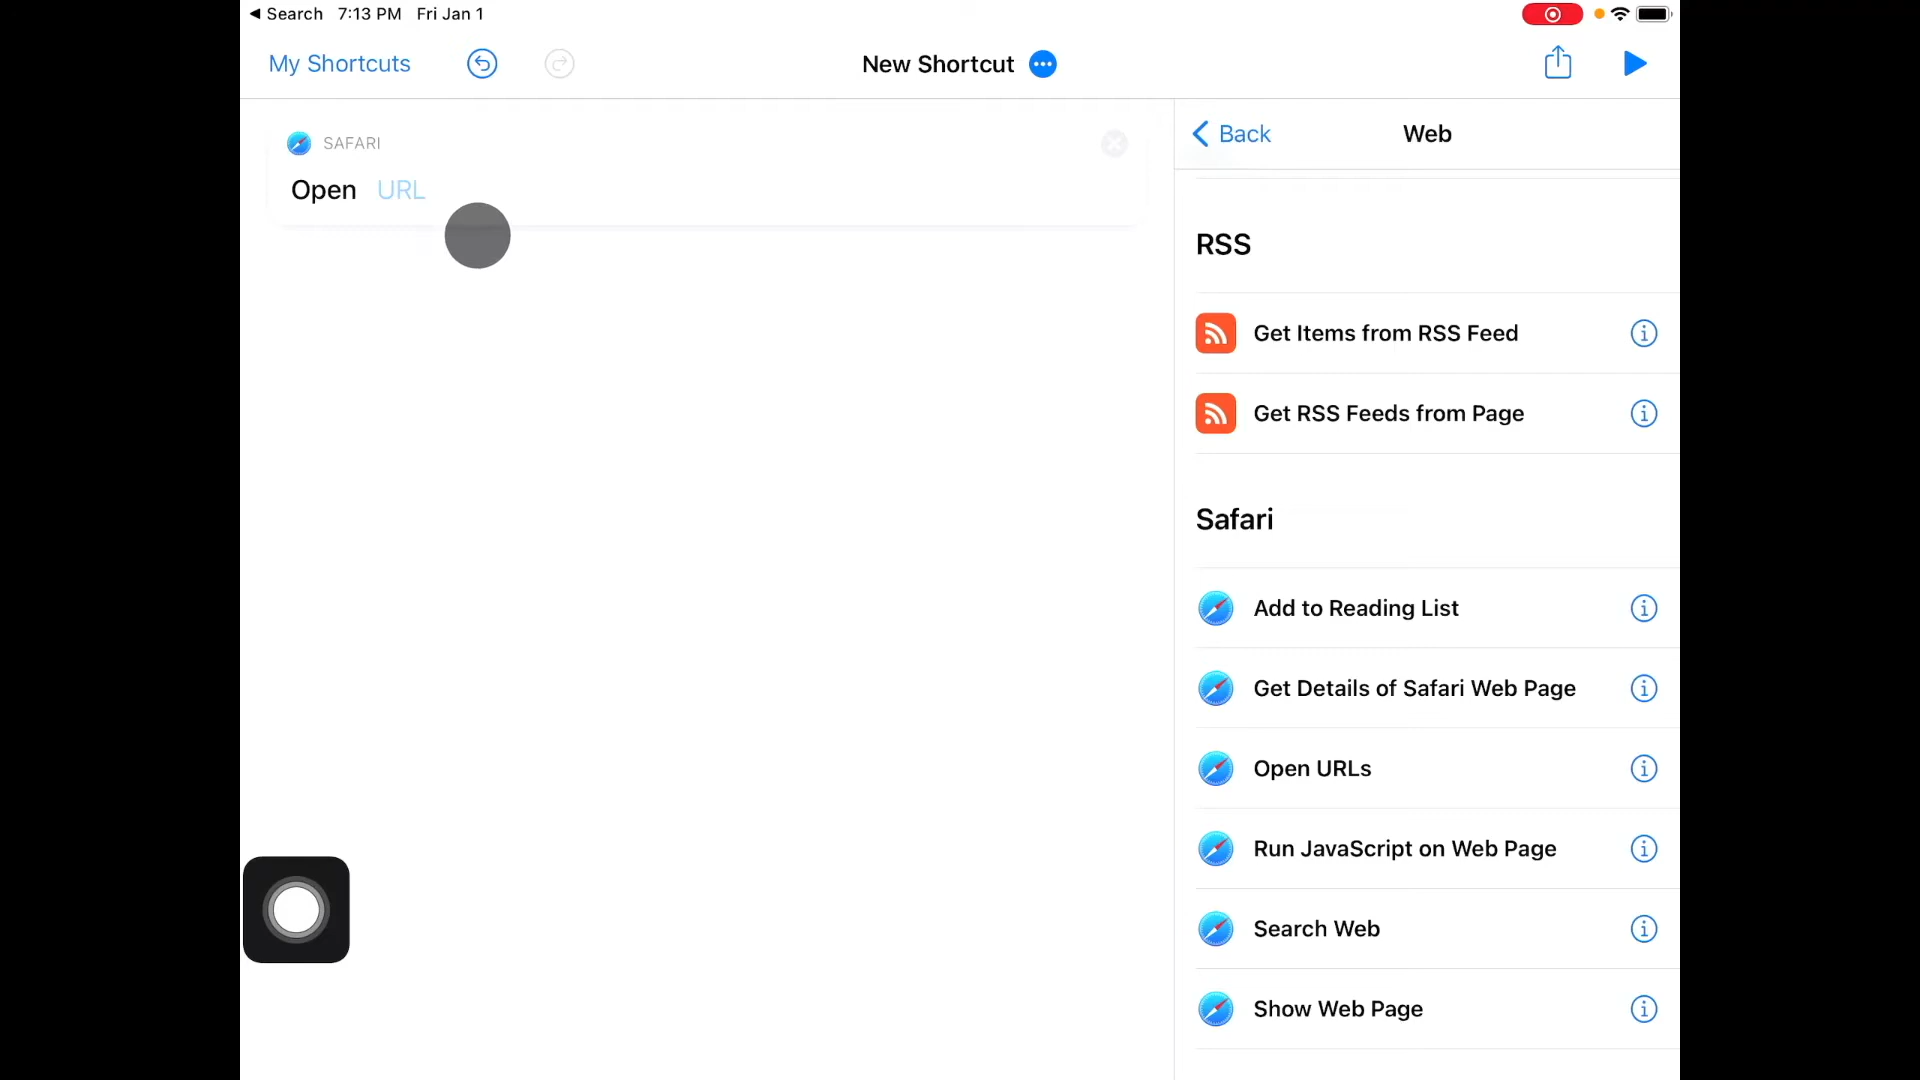 Search 7:13 PM Fri Jan 1
My Shortcuts
New Shortcut
SAFARI
Open URL
Back
Web
RSS
Get Items from RSS Feed
Get RSS Feeds from Page
Safari
Add to Reading List
Get Details of Safari Web Page
Open URLs
Run JavaScript on Web Page
Search Web
Show Web Page